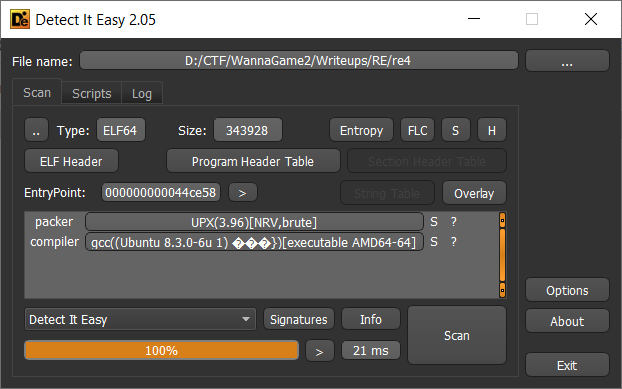 Detect It Easy 2.05
File name: D:/CTF/WannaGame2/Writeups/RE/re4 ...
Scan Scripts Log
.. Type: ELF64 Size: 343928 Entropy FLC S H
ELF Header Program Header Table Section Header Table
EntryPoint: 000000000044ce58 > String Table Overlay
packer UPX(3.96)[NRV,brute] S ?
compiler gcc((Ubuntu 8.3.0-6u 1) ���})[executable AMD64-64] S ?
Options
Detect It Easy Signatures Info Scan About
100% > 21 ms
Exit